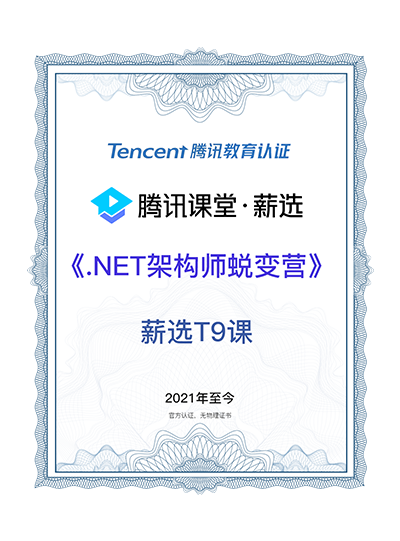 Tencent 腾讯教育认证
腾讯课堂·薪选
《.NET架构师蜕变营》
薪选T9课
2021年至今
官方认证，无物理证书